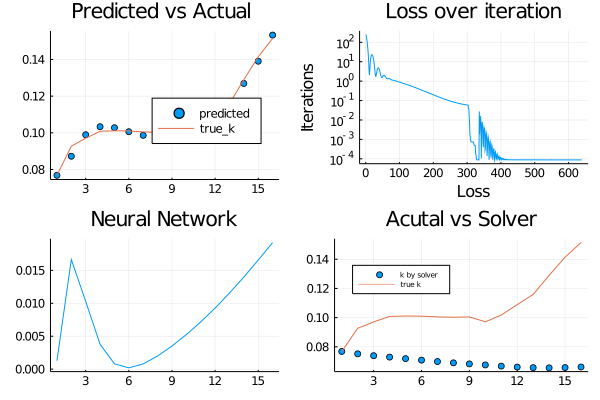 Predicted vs Actual
0.14
0.12
0.10
0.08
predicted
true_k
3 6 9 12 15
Loss over iteration
Iterations
10^2
10^1
10^0
10^-1
10^-2
10^-3
10^-4
0 100 200 300 400 500 600
Loss
Neural Network
0.015
0.010
0.005
0.000
3 6 9 12 15
Acutal vs Solver
0.14
0.12
0.10
0.08
k by solver
true k
3 6 9 12 15